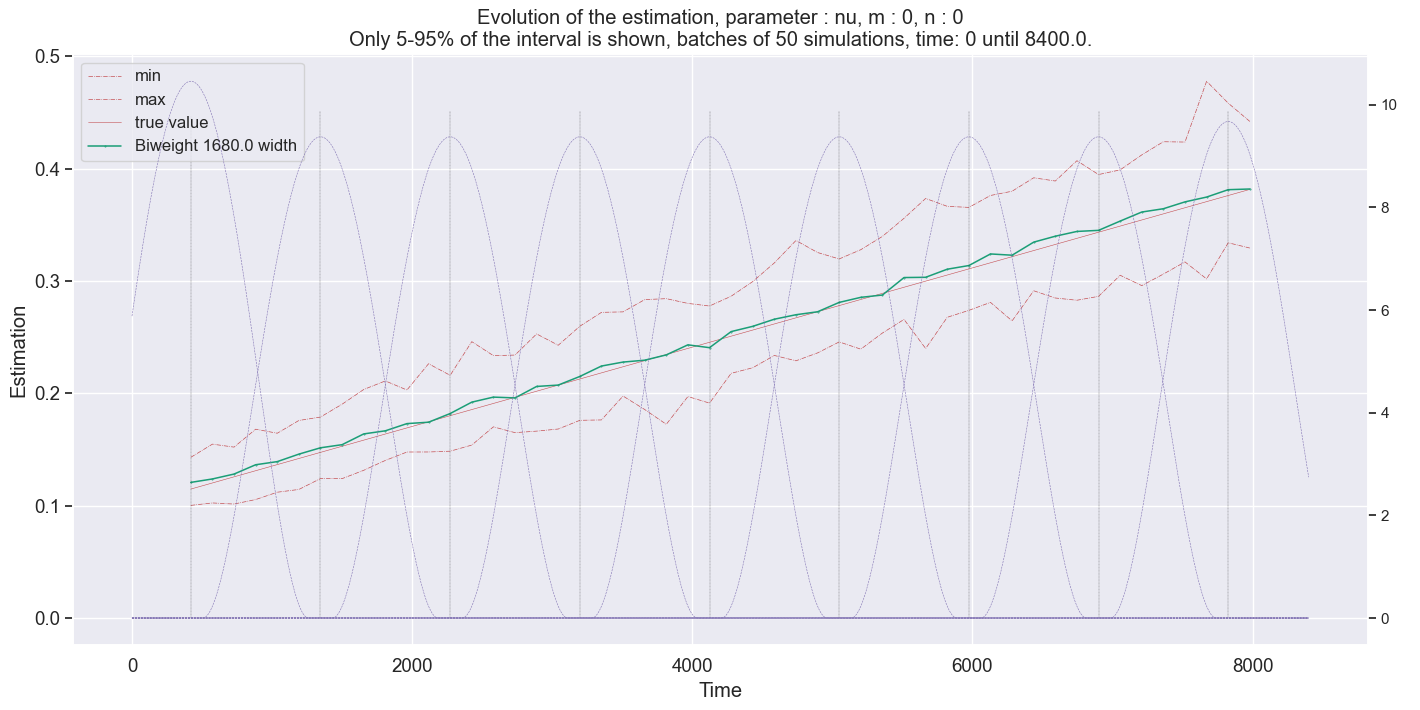 Evolution of the estimation, parameter : nu, m : 0, n : 0
Only 5-95% of the interval is shown, batches of 50 simulations, time: 0 until 8400.0.
min
max
true value
Biweight 1680.0 width
Estimation
0.5
0.4
0.3
0.2
0.1
0.0
10
8
6
4
2
0
0 2000 4000 6000 8000
Time